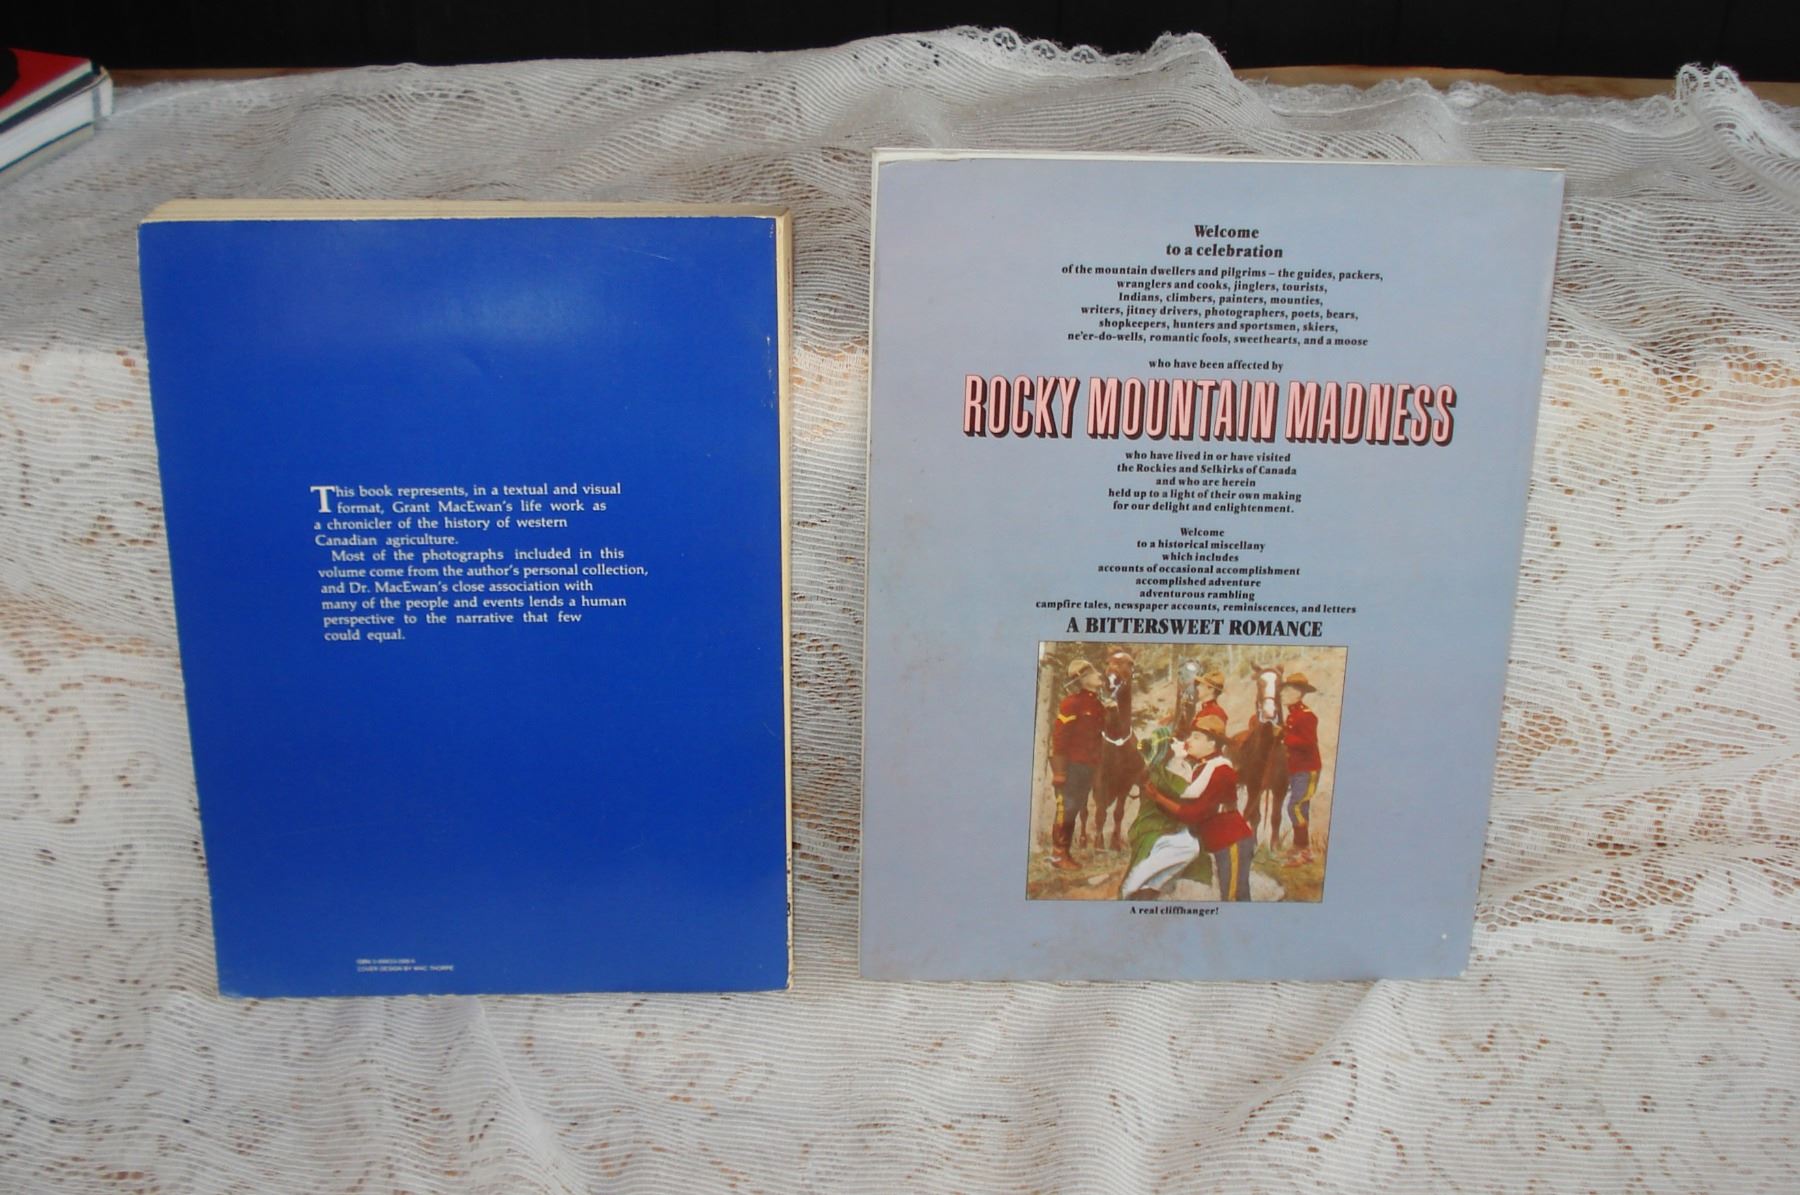 This book represents, in a textual and visual
format, Grant MacEwan's life work as
a chronicler of the history of western
Canadian agriculture.
Most of the photographs included in this
volume come from the author's personal collection,
and Dr. MacEwan's close association with
many of the people and events lends a human
perspective to the narrative that few
could equal.
ISBN
COVER DESIGN BY MAC THORPE
Welcome
to a celebration
of the mountain dwellers and pilgrims – the guides, packers,
wranglers and cooks, jinglers, tourists,
Indians, climbers, painters, mounties,
writers, jitney drivers, photographers, poets, bears,
shopkeepers, hunters and sportsmen, skiers,
ne'er-do-wells, romantic fools, sweethearts, and a moose
who have been affected by
ROCKY MOUNTAIN MADNESS
who have lived in or have visited
the Rockies and Selkirks of Canada
and who are herein
held up to a light of their own making
for our delight and enlightenment.
Welcome
to a historical miscellany
which includes
accounts of occasional accomplishment
accomplished adventure
adventurous rambling
campfire tales, newspaper accounts, reminiscences, and letters
A BITTERSWEET ROMANCE
A real cliffhanger!